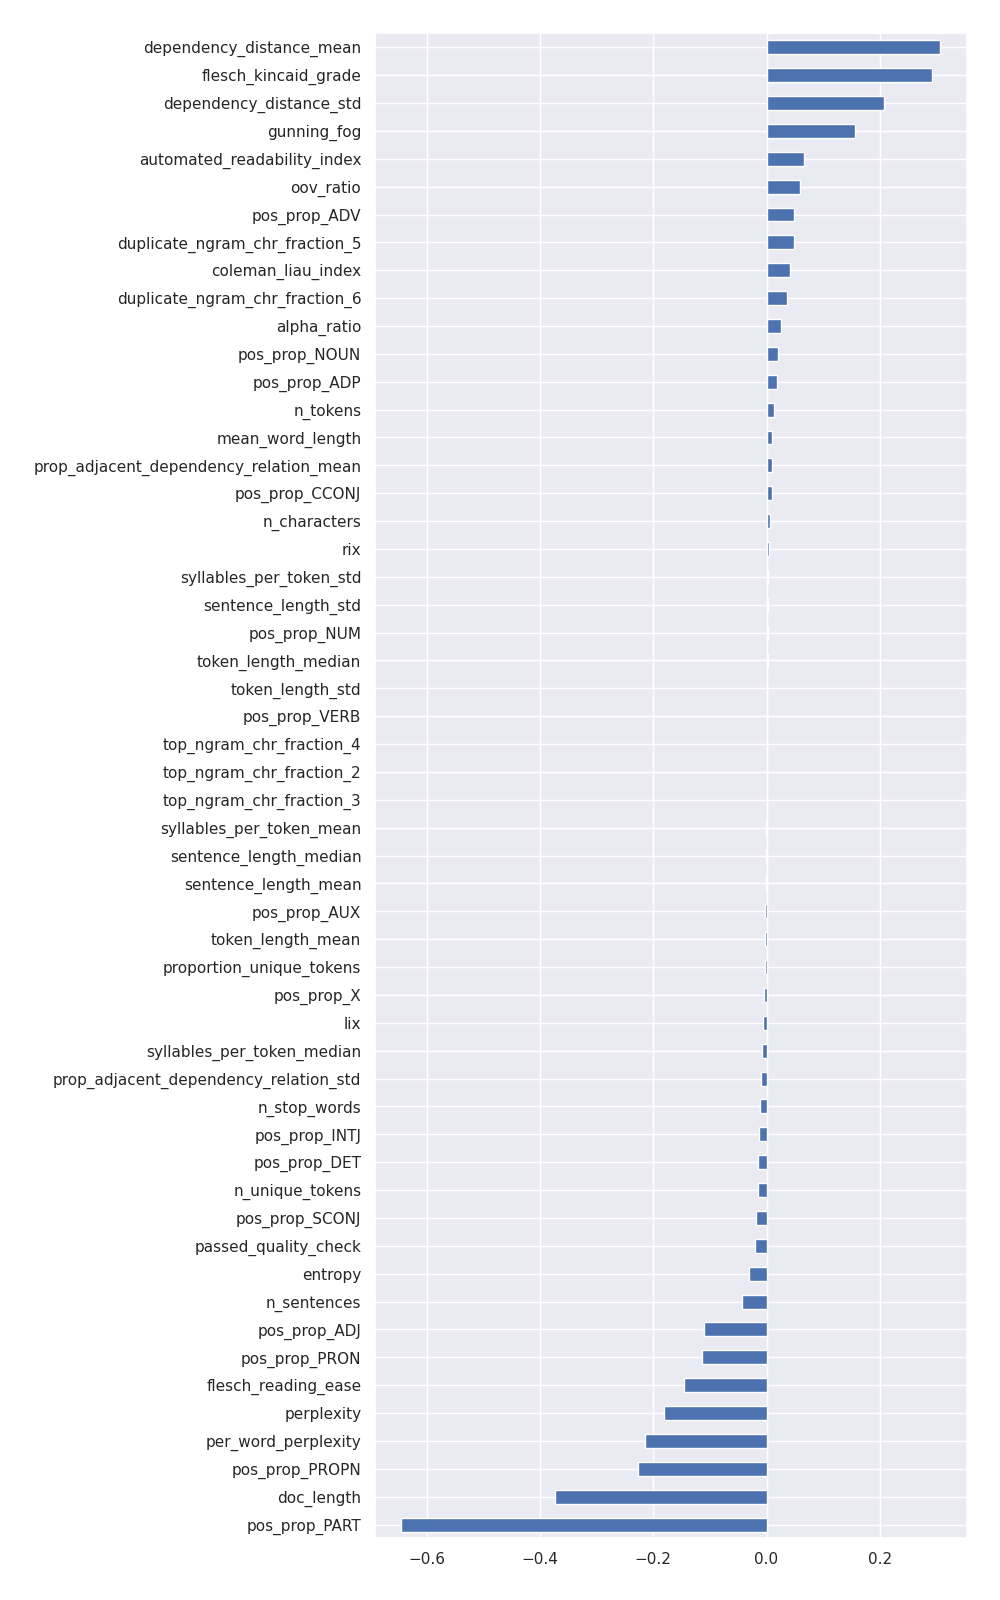 dependency_distance_mean
flesch_kincaid_grade
dependency_distance_std
gunning_fog
automated_readability_index
oov_ratio
pos_prop_ADV
duplicate_ngram_chr_fraction_5
coleman_liau_index
duplicate_ngram_chr_fraction_6
alpha_ratio
pos_prop_NOUN
pos_prop_ADP
n_tokens
mean_word_length
prop_adjacent_dependency_relation_mean
pos_prop_CCONJ
n_characters
rix
syllables_per_token_std
sentence_length_std
pos_prop_NUM
token_length_median
token_length_std
pos_prop_VERB
top_ngram_chr_fraction_4
top_ngram_chr_fraction_2
top_ngram_chr_fraction_3
syllables_per_token_mean
sentence_length_median
sentence_length_mean
pos_prop_AUX
token_length_mean
proportion_unique_tokens
pos_prop_X
lix
syllables_per_token_median
prop_adjacent_dependency_relation_std
n_stop_words
pos_prop_INTJ
pos_prop_DET
n_unique_tokens
pos_prop_SCONJ
passed_quality_check
entropy
n_sentences
pos_prop_ADJ
pos_prop_PRON
flesch_reading_ease
perplexity
per_word_perplexity
pos_prop_PROPN
doc_length
pos_prop_PART
−0.6 −0.4 −0.2 0.0 0.2